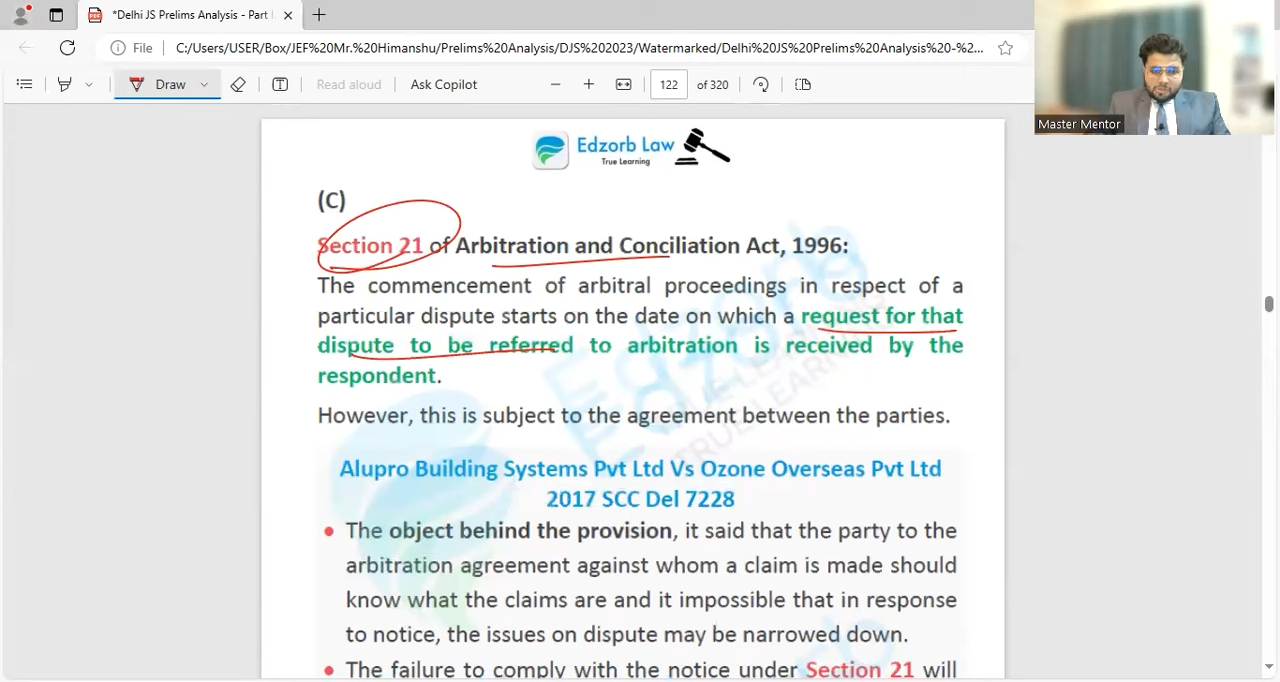 *Delhi JS Prelims Analysis - Part I
File
C:/Users/USER/Box/JEF%20Mr.%20Himanshu/Prelims%20Analysis/DJS%202023/Watermarked/Delhi%20JS%20Prelims%20Analysis%20-%2...
Draw
Read aloud
Ask Copilot
122 of 320
Master Mentor
Edzorb Law
True Learning
(C)
Section 21 of Arbitration and Conciliation Act, 1996:
The commencement of arbitral proceedings in respect of a
particular dispute starts on the date on which a request for that
dispute to be referred to arbitration is received by the
respondent.
However, this is subject to the agreement between the parties.
Alupro Building Systems Pvt Ltd Vs Ozone Overseas Pvt Ltd
2017 SCC Del 7228
• The object behind the provision, it said that the party to the
arbitration agreement against whom a claim is made should
know what the claims are and it impossible that in response
to notice, the issues on dispute may be narrowed down.
• The failure to comply with the notice under Section 21 will